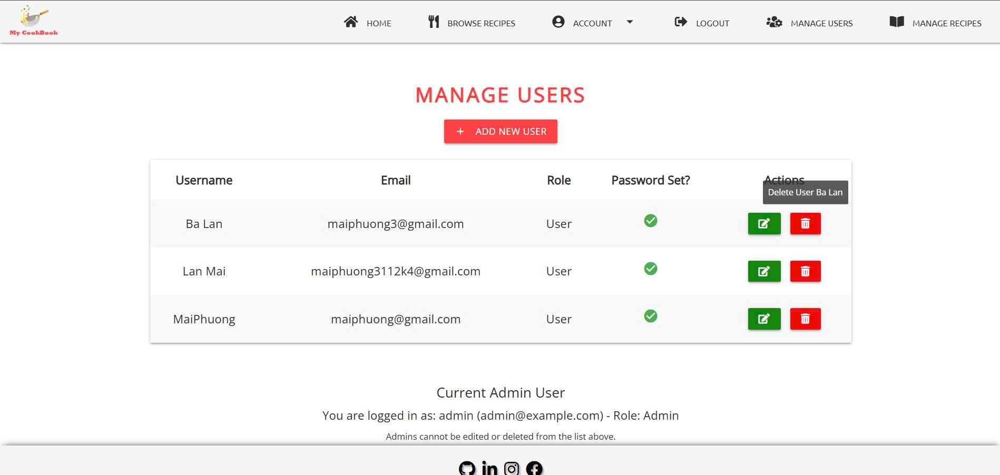 My CookBook
HOME
BROWSE RECIPES
ACCOUNT
LOGOUT
MANAGE USERS
MANAGE RECIPES
MANAGE USERS
+ ADD NEW USER
Username Email Role Password Set? Actions
Delete User Ba Lan
Ba Lan maiphuong3@gmail.com User
Lan Mai maiphuong3112k4@gmail.com User
MaiPhuong maiphuong@gmail.com User
Current Admin User
You are logged in as: admin (admin@example.com) - Role: Admin
Admins cannot be edited or deleted from the list above.
in